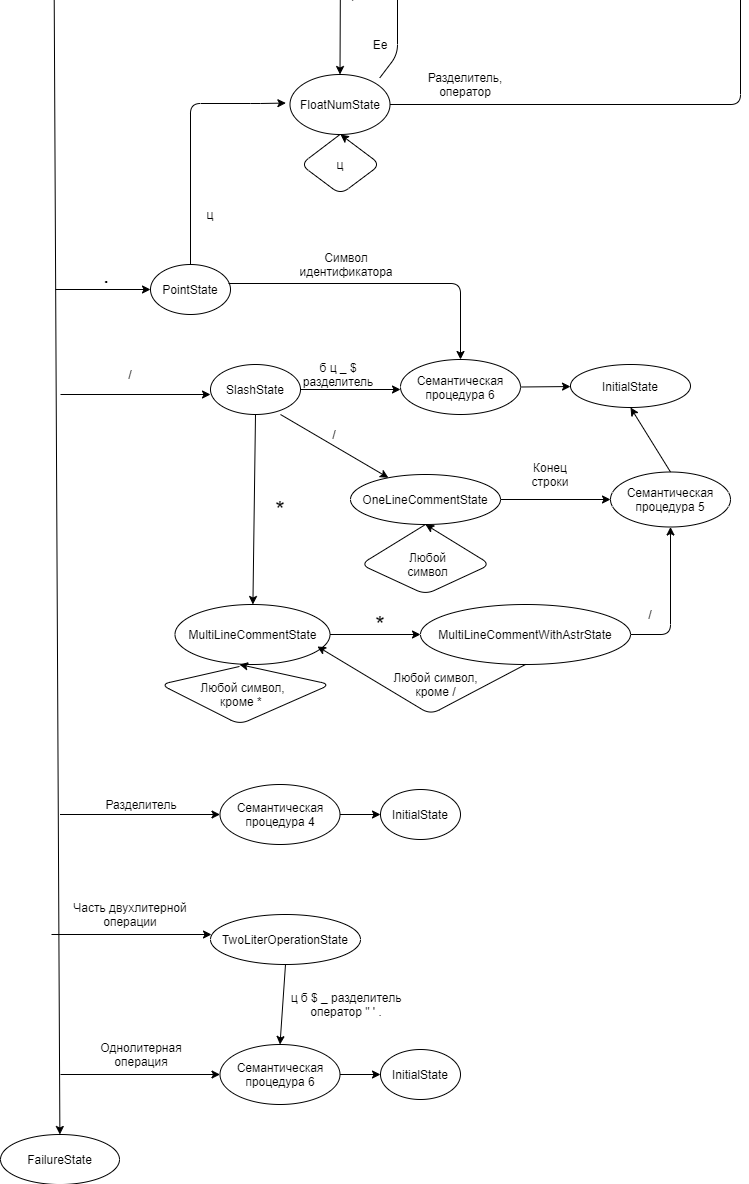 Ee
Разделитель,
оператор
FloatNumState
ц
ц
Символ
идентификатора
.
PointState
/
б ц _ $
разделитель
SlashState
Семантическая
процедура 6
InitialState
/
Конец
строки
OneLineCommentState
Семантическая
процедура 5
*
Любой
символ
*
/
MultiLineCommentState
MultiLineCommentWithAstrState
Любой символ,
кроме /
Любой символ,
кроме *
Разделитель
Семантическая
процедура 4
InitialState
Часть двухлитерной
операции
TwoLiterOperationState
ц б $ _ разделитель
оператор " ' .
Однолитерная
операция
Семантическая
процедура 6
InitialState
FailureState